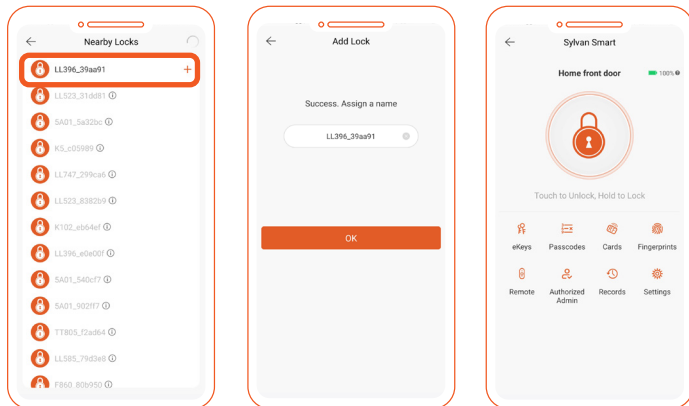 Nearby Locks
LL396_39aa91
LL523_31dd81
5A01_5a32bc
K5_c05989
LL747_299ca6
LL523_8382b9
K102_eb64ef
LL396_e0e00f
5A01_540cf7
5A01_902ff7
TT805_f2ad64
LL585_79d3e8
F860_80b950
Add Lock
Success. Assign a name
LL396_39aa91
OK
Sylvan Smart
Home front door
100%
Touch to Unlock, Hold to Lock
eKeys Passcodes Cards Fingerprints
Remote Authorized Records Settings
Admin